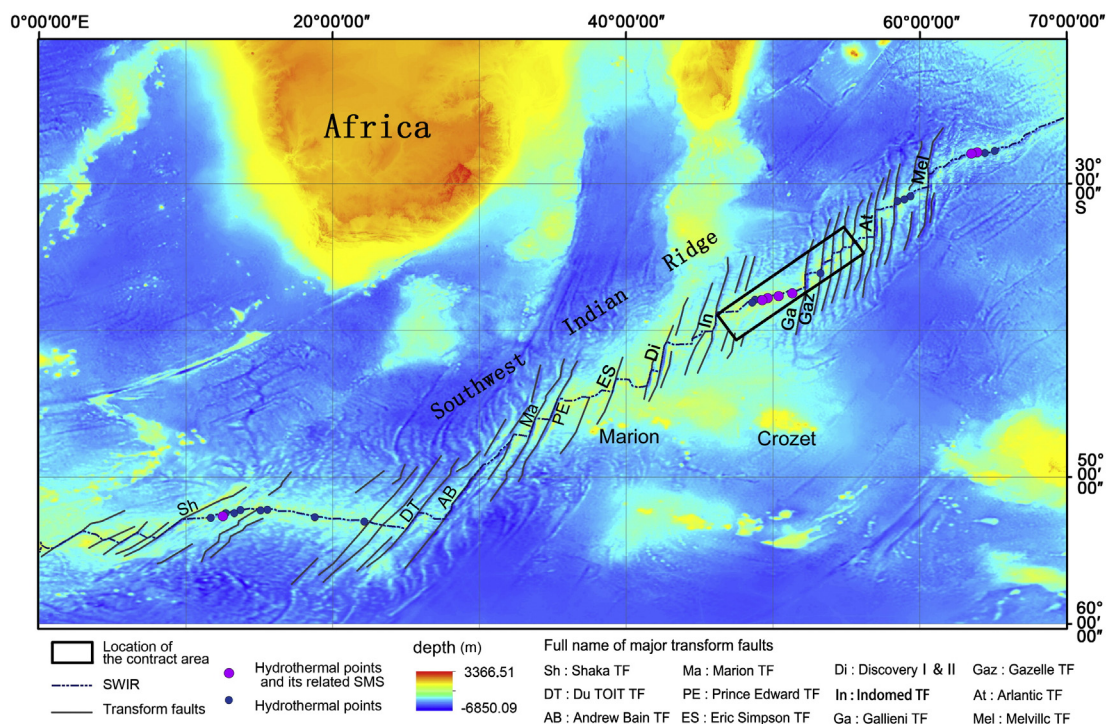 0°00'00"E 20°00'00" 40°00'00" 60°00'00" 70°00'00"
Africa
30°
00"
S
Mel
At
Ridge
Indian
Southwest
Ga
Gaz
In
Di
ES
PE
Ma
Marion
Crozet
50°
00"
AB
DT
Sh
60°
00"
Location of
the contract area
SWIR
Transform faults
Hydrothermal points
and its related SMS
Hydrothermal points
depth (m)
3366.51
-6850.09
Full name of major transform faults
Sh : Shaka TF Ma : Marion TF Di : Discovery I & II Gaz : Gazelle TF
DT : Du TOIT TF PE : Prince Edward TF In : Indomed TF At : Arlantic TF
AB : Andrew Bain TF ES : Eric Simpson TF Ga : Gallieni TF Mel : Melvillc TF